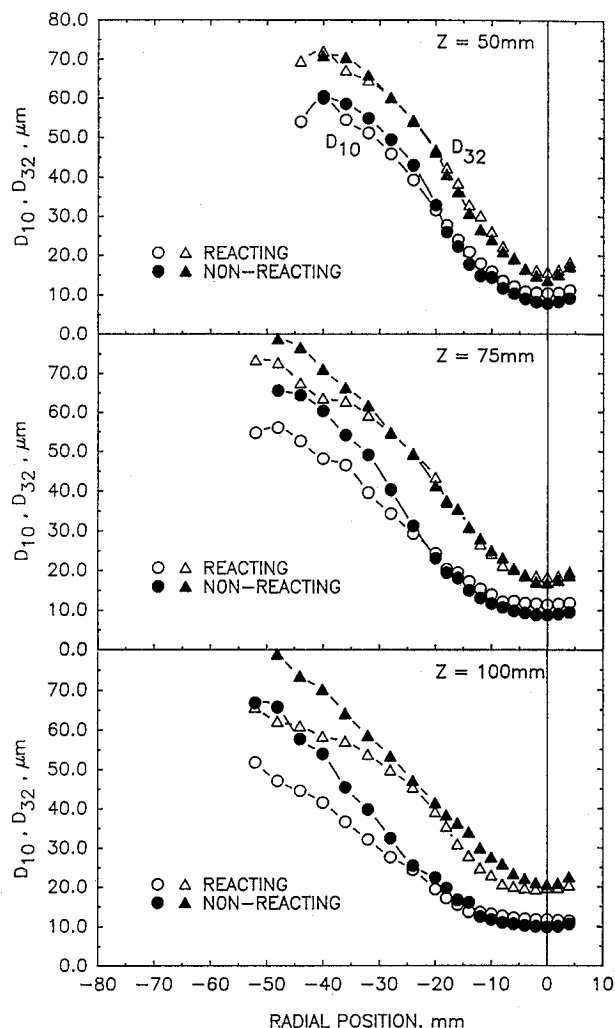 80.0
70.0
60.0
50.0
40.0
30.0
20.0
10.0
0.0
D10, D32, μm
Z = 50mm
D10
D32
○ △ REACTING
● ▲ NON-REACTING
70.0
60.0
50.0
40.0
30.0
20.0
10.0
0.0
D10, D32, μm
Z = 75mm
○ △ REACTING
● ▲ NON-REACTING
70.0
60.0
50.0
40.0
30.0
20.0
10.0
0.0
D10, D32, μm
Z = 100mm
○ △ REACTING
● ▲ NON-REACTING
−80 −70 −60 −50 −40 −30 −20 −10 0 10
RADIAL POSITION, mm